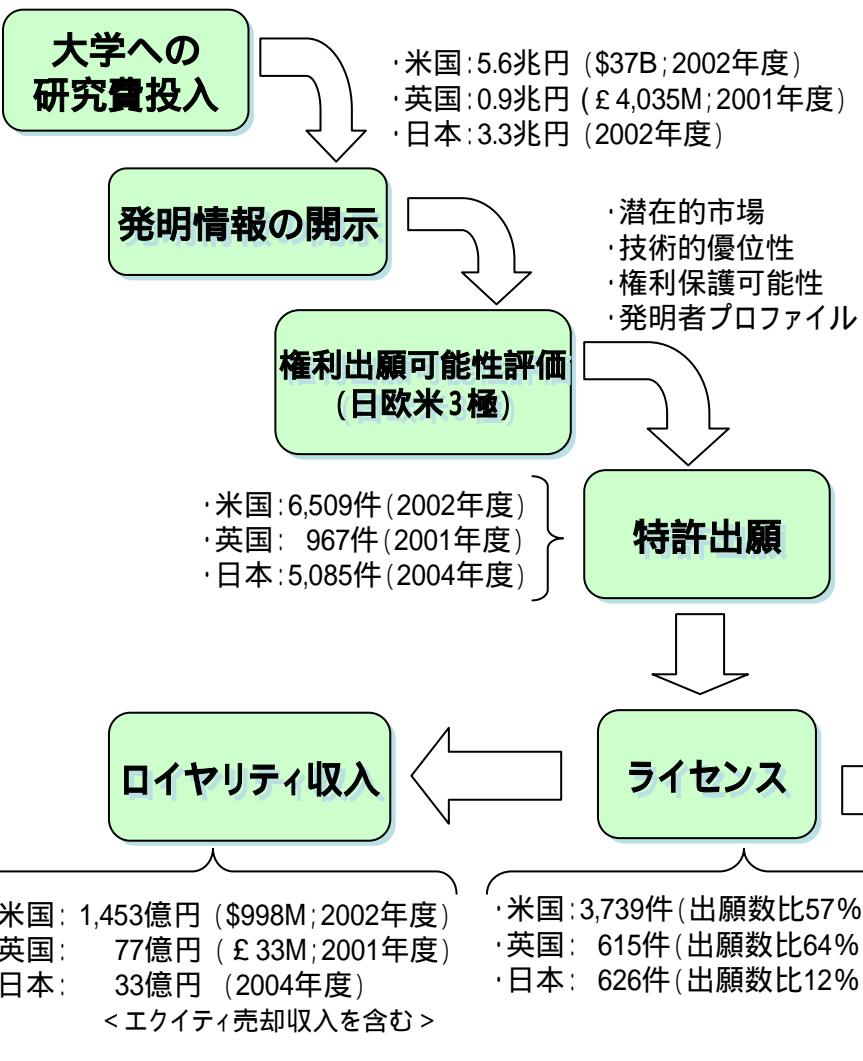 大学への
研究費投入
·米国:5.6兆円 ($37B;2002年度)
·英国:0.9兆円 (£4,035M;2001年度)
·日本:3.3兆円 (2002年度)
発明情報の開示
·潜在的市場
·技術的優位性
·権利保護可能性
·発明者プロファイル
権利出願可能性評価
(日欧米3極)
·米国:6,509件(2002年度)
·英国: 967件(2001年度)
·日本:5,085件(2004年度)
特許出願
ロイヤリティ収入
ライセンス
米国: 1,453億円 ($998M;2002年度)
英国: 77億円 (£33M;2001年度)
日本: 33億円 (2004年度)
<エクイティ売却収入を含む>
·米国:3,739件(出願数比57%
·英国: 615件(出願数比64%
·日本: 626件(出願数比12%